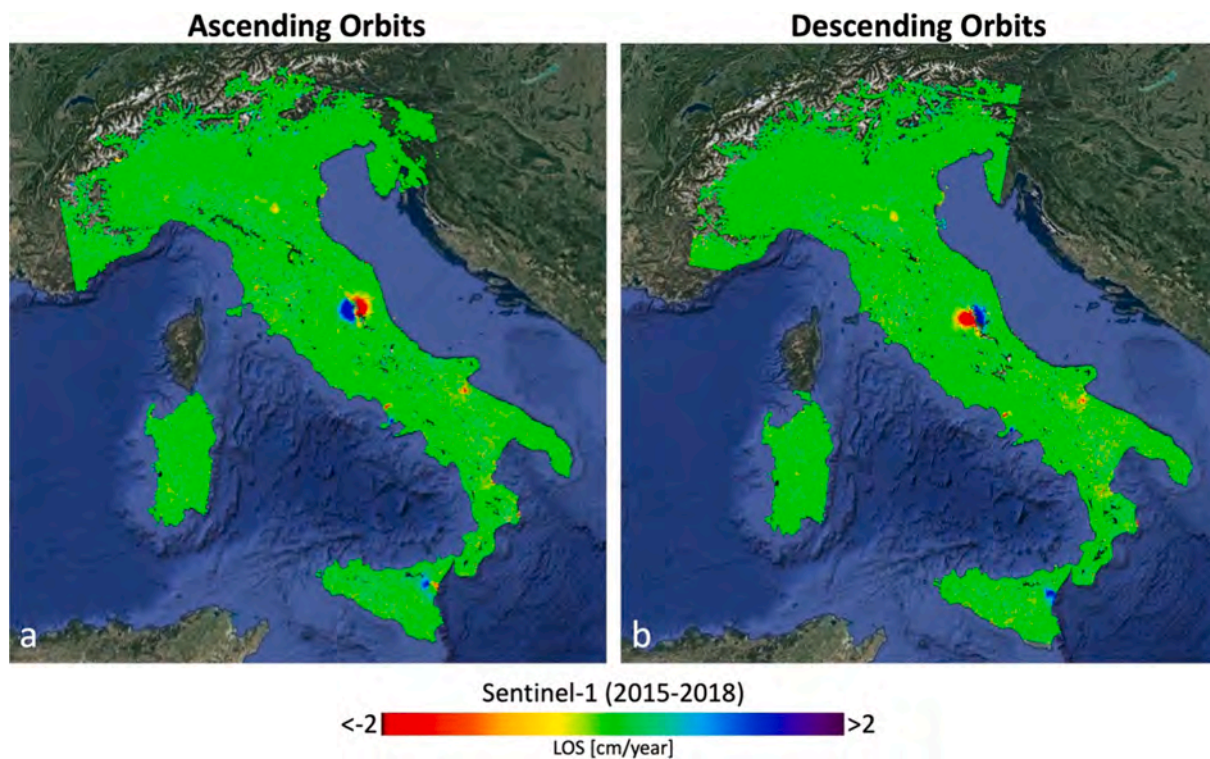 Ascending Orbits
Descending Orbits
a
b
Sentinel-1 (2015-2018)
<-2
>2
LOS [cm/year]